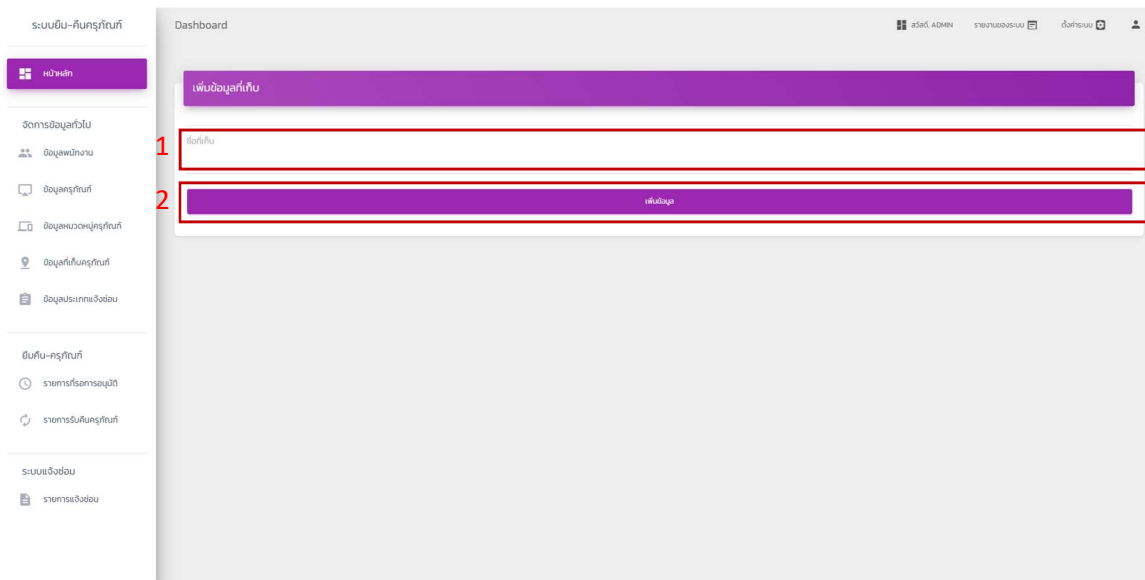 ระบบยืม-คืนครุภัณฑ์
Dashboard
สวัสดี, ADMIN
รายงานของระบบ
ตั้งค่าระบบ
หน้าหลัก
เพิ่มข้อมูลที่เก็บ
จัดการข้อมูลทั่วไป
1
ชื่อที่เก็บ
ข้อมูลพนักงาน
ข้อมูลครุภัณฑ์
2
เพิ่มข้อมูล
ข้อมูลหมวดหมู่ครุภัณฑ์
ข้อมูลที่เก็บครุภัณฑ์
ข้อมูลประเภทแจ้งซ่อม
ยืมคืน-ครุภัณฑ์
รายการที่รอการอนุมัติ
รายการรับคืนครุภัณฑ์
ระบบแจ้งซ่อม
รายการแจ้งซ่อม